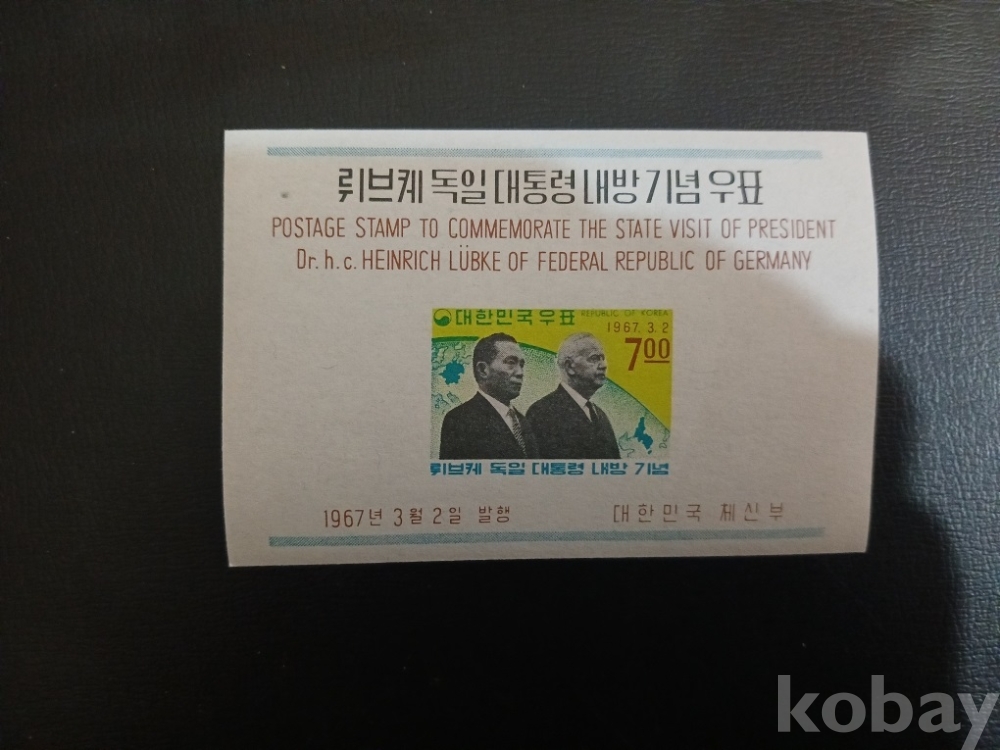 뤼브케 독일 대통령 내방 기념 우표
POSTAGE STAMP TO COMMEMORATE THE STATE VISIT OF PRESIDENT
Dr. h. c. HEINRICH LÜBKE OF FEDERAL REPUBLIC OF GERMANY
대한민국우표 REPUBLIC OF KOREA
1967. 3. 2
7.00
뤼브케 독일 대통령 내방 기념
1967년 3월 2일 발행 대한민국 체신부
kobay